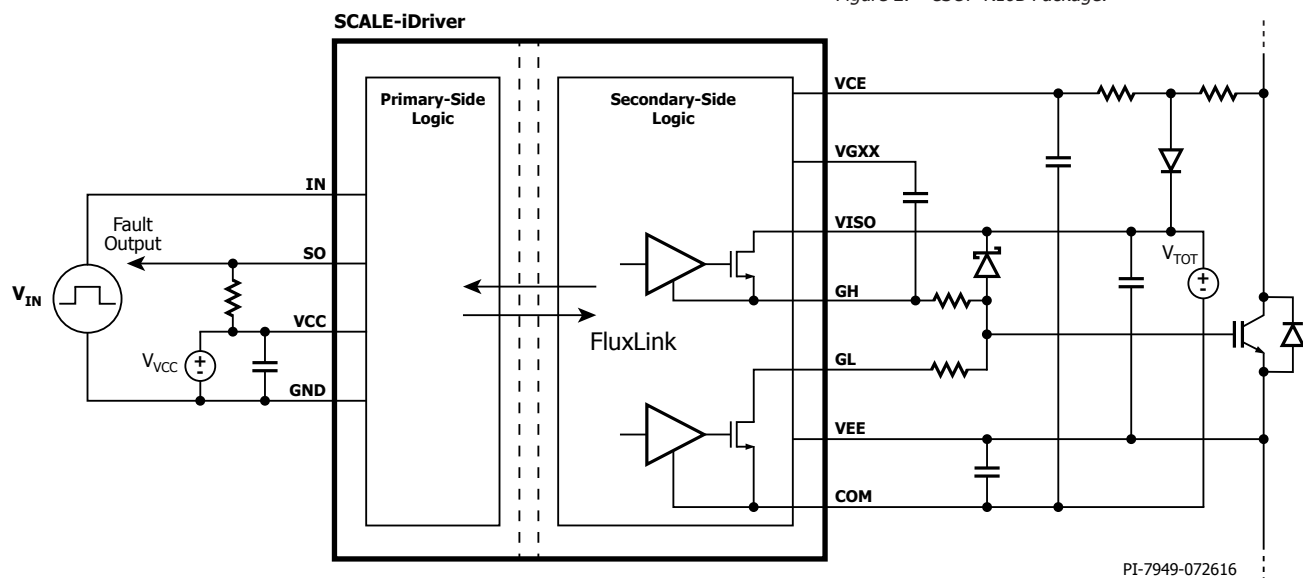 SCALE-iDriver
Primary-Side
Logic
Secondary-Side
Logic
VCE
VGXX
IN
Fault
Output
SO
VISO
VTOT
VIN
GH
VCC
FluxLink
VVCC
GL
GND
VEE
COM
PI-7949-072616